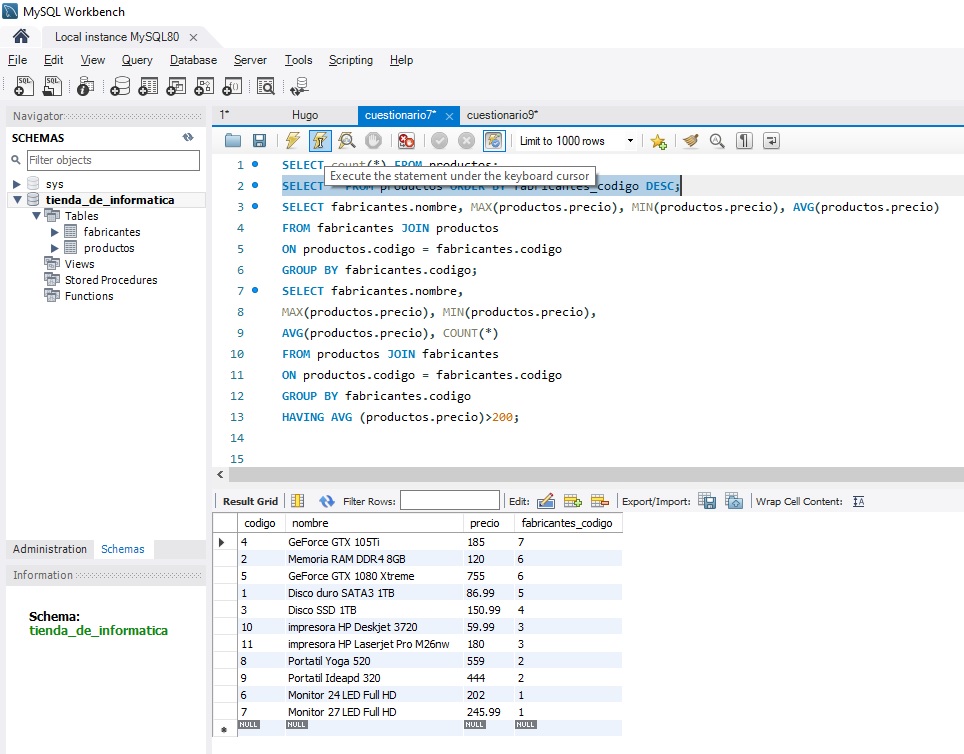 MySQL Workbench
Local instance MySQL80
File Edit View Query Database Server Tools Scripting Help
Navigator
SCHEMAS
Filter objects
sys
tienda_de_informatica
Tables
fabricantes
productos
Views
Stored Procedures
Functions
Administration Schemas
Information
Schema:
tienda_de_informatica
1* Hugo cuestionario7* cuestionario9*
Limit to 1000 rows
1 SELECT count(*) FROM productos;
Execute the statement under the keyboard cursor
2 SELECT * FROM productos ORDER BY fabricantes_codigo DESC;
3 SELECT fabricantes.nombre, MAX(productos.precio), MIN(productos.precio), AVG(productos.precio)
4 FROM fabricantes JOIN productos
5 ON productos.codigo = fabricantes.codigo
6 GROUP BY fabricantes.codigo;
7 SELECT fabricantes.nombre,
8 MAX(productos.precio), MIN(productos.precio),
9 AVG(productos.precio), COUNT(*)
10 FROM productos JOIN fabricantes
11 ON productos.codigo = fabricantes.codigo
12 GROUP BY fabricantes.codigo
13 HAVING AVG (productos.precio)>200;
14
15
Result Grid Filter Rows: Edit: Export/Import: Wrap Cell Content:
codigo nombre precio fabricantes_codigo
4 GeForce GTX 105Ti 185 7
2 Memoria RAM DDR4 8GB 120 6
5 GeForce GTX 1080 Xtreme 755 6
1 Disco duro SATA3 1TB 86.99 5
3 Disco SSD 1TB 150.99 4
10 impresora HP Deskjet 3720 59.99 3
11 impresora HP Laserjet Pro M26nw 180 3
8 Portatil Yoga 520 559 2
9 Portatil Ideapd 320 444 2
6 Monitor 24 LED Full HD 202 1
7 Monitor 27 LED Full HD 245.99 1
NULL NULL NULL NULL